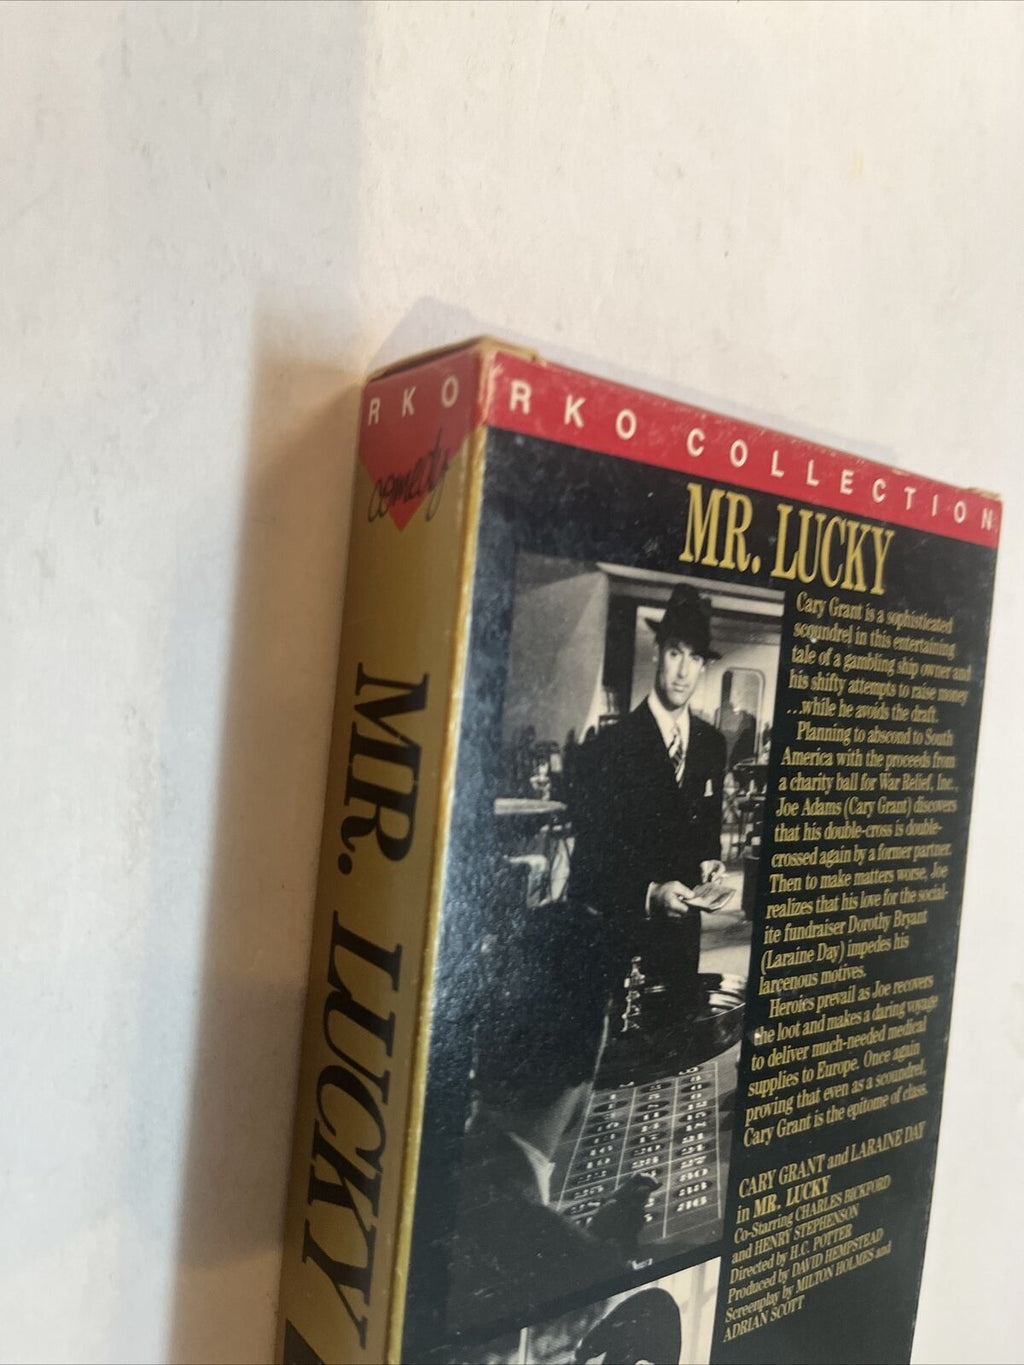 RKO
comedy
MR. LUCKY
RKO COLLECTION
MR. LUCKY
Cary Grant is a sophisticated
scoundrel in this entertaining
tale of a gambling ship owner and
his shifty attempts to raise money
...while he avoids the draft.
Planning to abscond to South
America with the proceeds from
a charity ball for War Relief, Inc.,
Joe Adams (Cary Grant) discovers
that his double-cross is double-
crossed again by a former partner.
Then to make matters worse, Joe
realizes that his love for the social-
ite fundraiser Dorothy Bryant
(Laraine Day) impedes his
larcenous motives.
Heroics prevail as Joe recovers
the loot and makes a daring voyage
to deliver much-needed medical
supplies to Europe. Once again
proving that even as a scoundrel,
Cary Grant is the epitome of class.
CARY GRANT and LARAINE DAY
in MR. LUCKY
Co-Starring CHARLES BICKFORD
and HENRY STEPHENSON
Directed by H.C. POTTER
Produced by DAVID HEMPSTEAD
Screenplay by MILTON HOLMES and
ADRIAN SCOTT